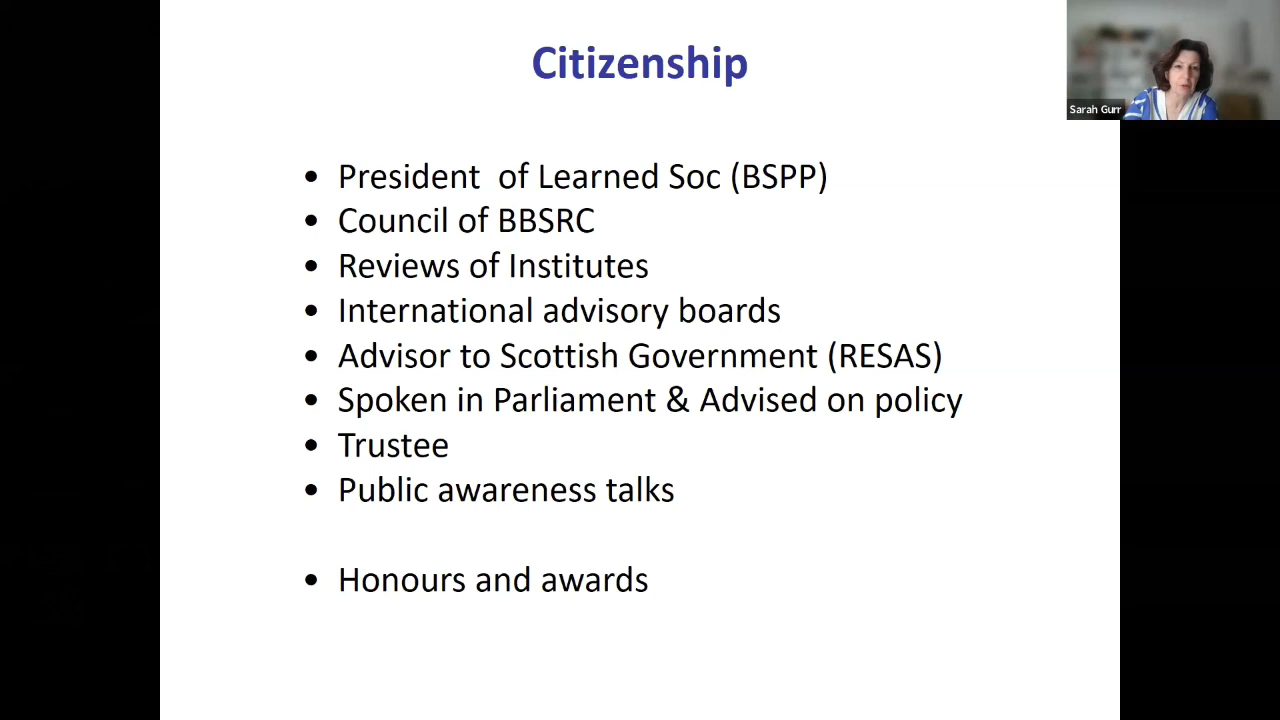 Citizenship
Sarah Gurr
• President of Learned Soc (BSPP)
• Council of BBSRC
• Reviews of Institutes
• International advisory boards
• Advisor to Scottish Government (RESAS)
• Spoken in Parliament & Advised on policy
• Trustee
• Public awareness talks
• Honours and awards